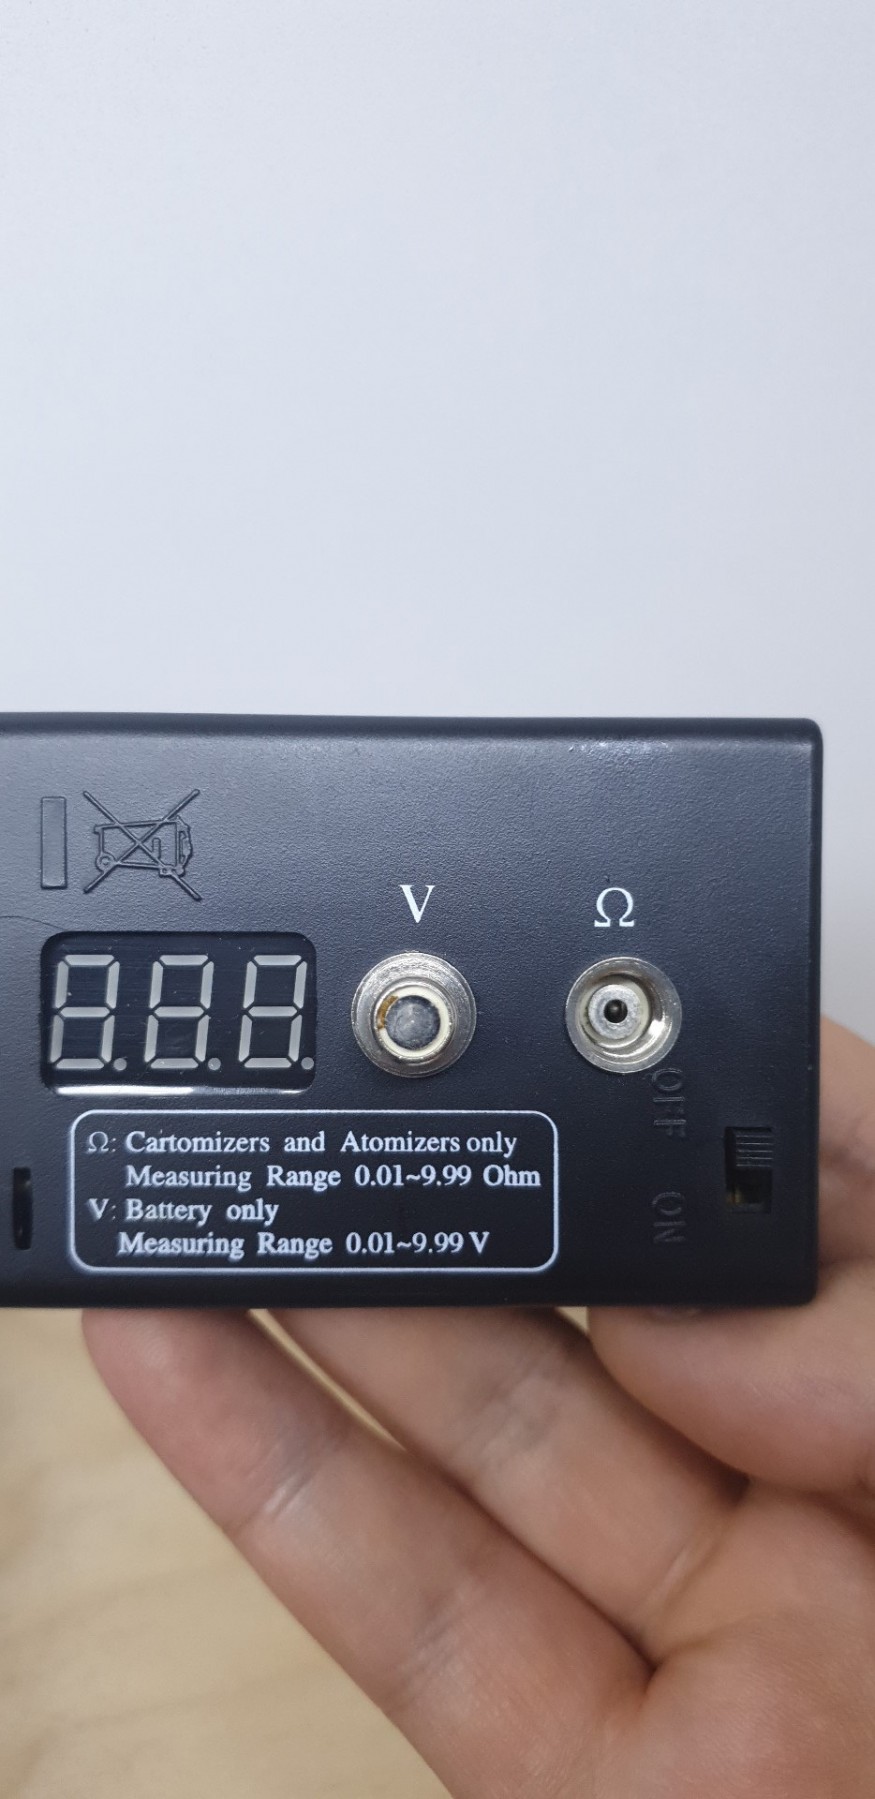 V Ω
Ω: Cartomizers and Atomizers only
Measuring Range 0.01~9.99 Ohm
V: Battery only
Measuring Range 0.01~9.99 V
OFF
ON